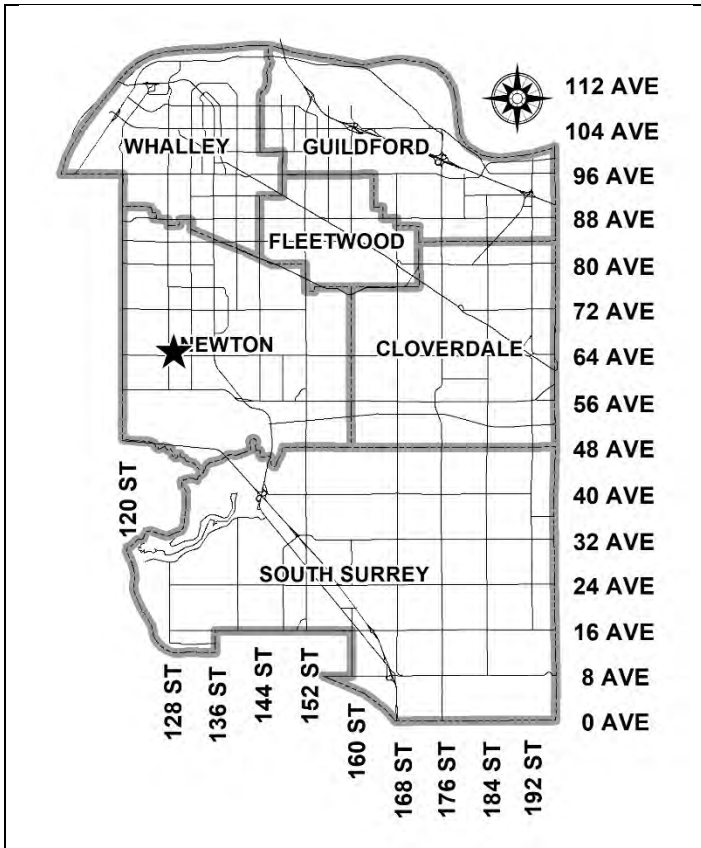 112 AVE
104 AVE
WHALLEY
GUILDFORD
96 AVE
88 AVE
FLEETWOOD
80 AVE
72 AVE
NEWTON
CLOVERDALE
64 AVE
56 AVE
48 AVE
120 ST
40 AVE
32 AVE
SOUTH SURREY
24 AVE
16 AVE
8 AVE
0 AVE
128 ST
136 ST
144 ST
152 ST
160 ST
168 ST
176 ST
184 ST
192 ST